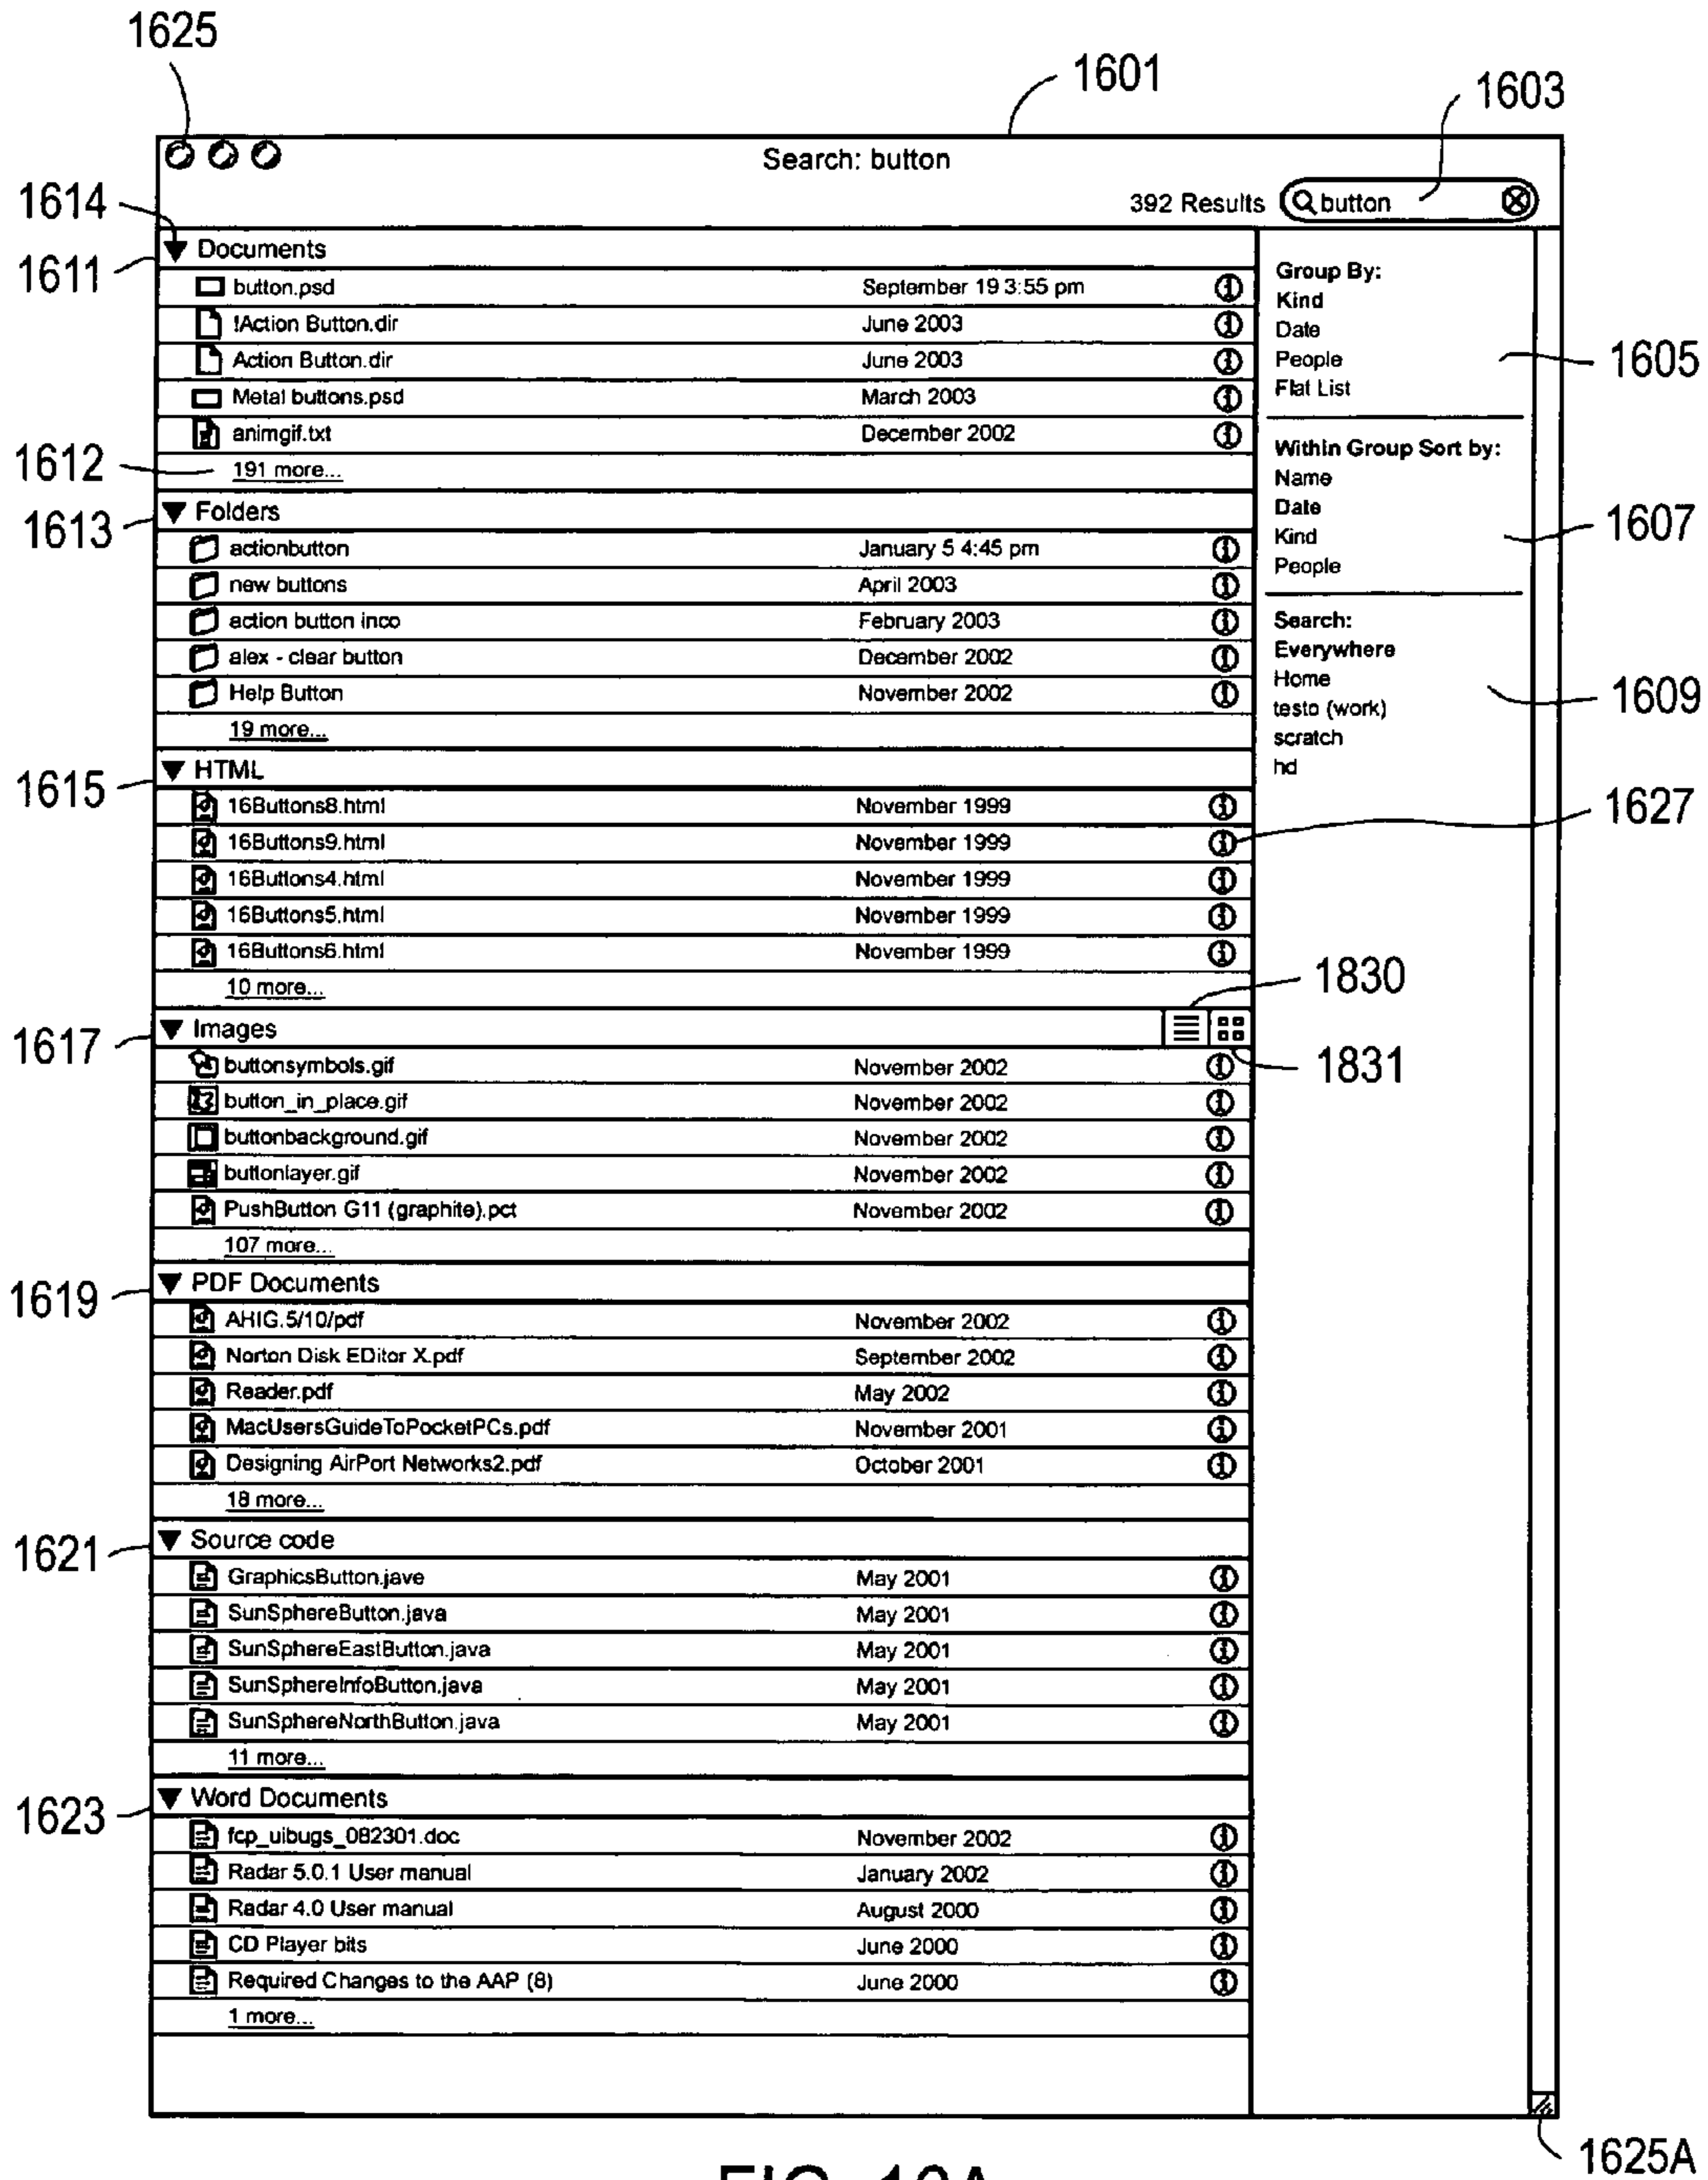 1625
1601
1603
Search: button
392 Results button
1614
1611
Documents
button.psd September 19 3:55 pm
!Action Button.dir June 2003
Action Button.dir June 2003
Metal buttons.psd March 2003
animgif.txt December 2002
1612
191 more...
1613
Folders
actionbutton January 5 4:45 pm
new buttons April 2003
action button inco February 2003
alex - clear button December 2002
Help Button November 2002
19 more...
1615
HTML
16Buttons8.html November 1999
16Buttons9.html November 1999
16Buttons4.html November 1999
16Buttons5.html November 1999
16Buttons6.html November 1999
10 more...
1617
Images
1830
1831
buttonsymbols.gif November 2002
button_in_place.gif November 2002
buttonbackground.gif November 2002
buttonlayer.gif November 2002
PushButton G11 (graphite).pct November 2002
107 more...
1619
PDF Documents
AHIG.5/10/pdf November 2002
Norton Disk EDitor X.pdf September 2002
Reader.pdf May 2002
MacUsersGuideToPocketPCs.pdf November 2001
Designing AirPort Networks2.pdf October 2001
18 more...
1621
Source code
GraphicsButton.jave May 2001
SunSphereButton.java May 2001
SunSphereEastButton.java May 2001
SunSphereInfoButton.java May 2001
SunSphereNorthButton.java May 2001
11 more...
1623
Word Documents
fcp_uibugs_082301.doc November 2002
Radar 5.0.1 User manual January 2002
Radar 4.0 User manual August 2000
CD Player bits June 2000
Required Changes to the AAP (8) June 2000
1 more...
Group By:
Kind
Date
People
Flat List
1605
Within Group Sort by:
Name
Date
Kind
People
1607
Search:
Everywhere
Home
testo (work)
scratch
hd
1609
1627
1625A